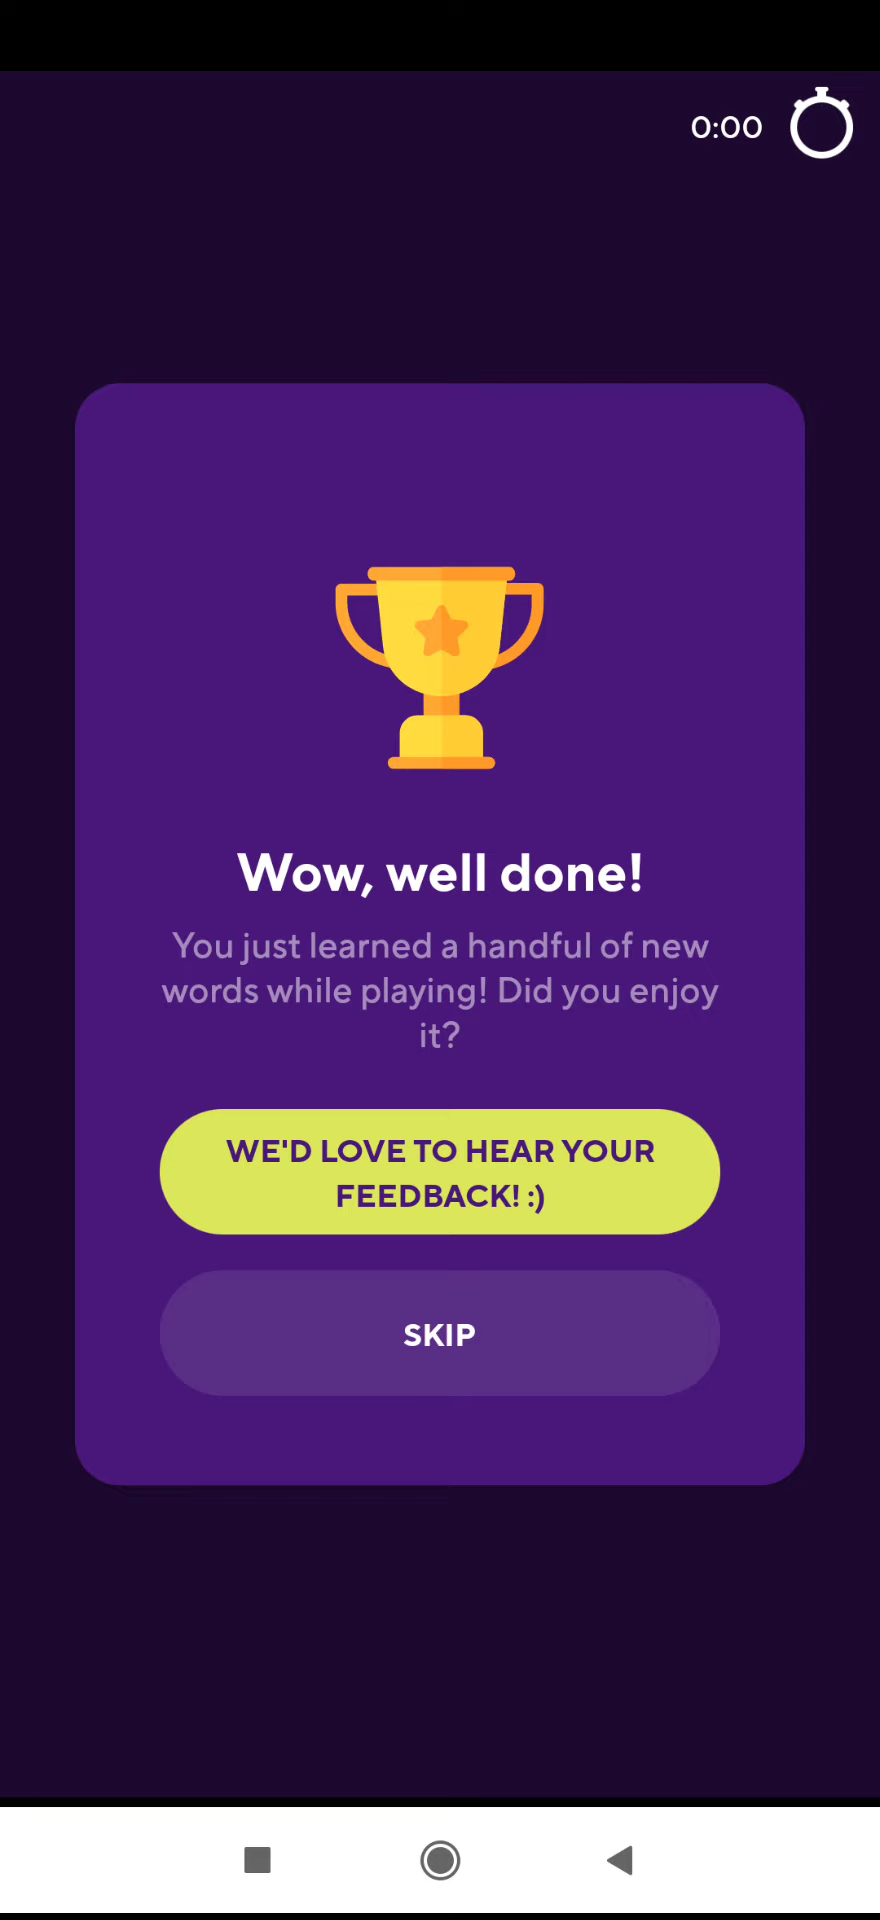 0:00
Wow, well done!
You just learned a handful of new
words while playing! Did you enjoy
it?
WE'D LOVE TO HEAR YOUR
FEEDBACK! :)
SKIP